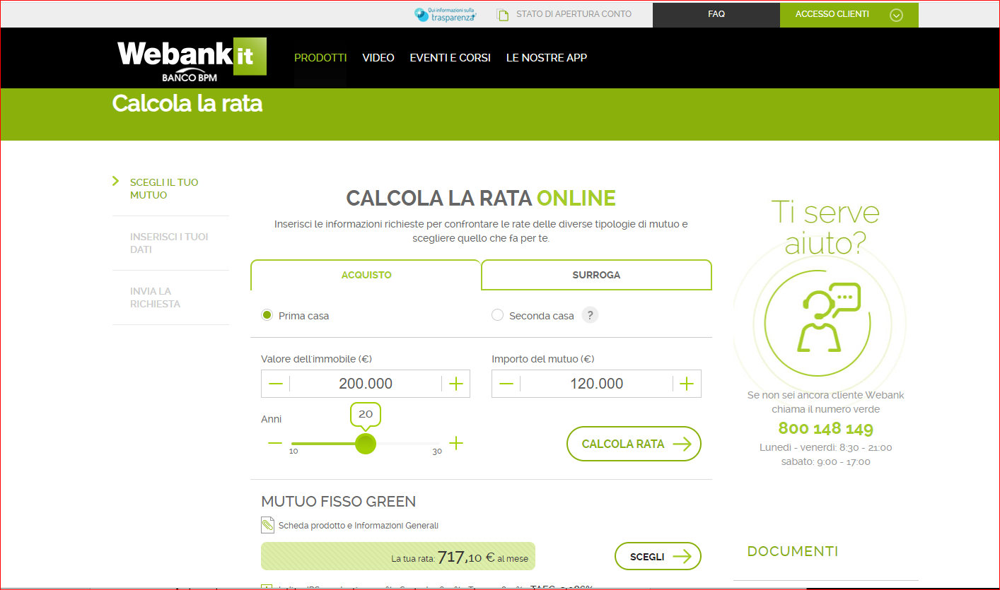 Qui informazioni sulla
trasparenza
STATO DI APERTURA CONTO
FAQ
ACCESSO CLIENTI
Webank it
BANCO BPM
PRODOTTI
VIDEO
EVENTI E CORSI
LE NOSTRE APP
Calcola la rata
SCEGLI IL TUO
MUTUO
INSERISCI I TUOI
DATI
INVIA LA
RICHIESTA
CALCOLA LA RATA ONLINE
Inserisci le informazioni richieste per confrontare le rate delle diverse tipologie di mutuo e
scegliere quello che fa per te.
ACQUISTO
SURROGA
Prima casa
Seconda casa ?
Valore dell'immobile (€)
Importo del mutuo (€)
200.000
120.000
Anni
20
10
30
CALCOLA RATA
MUTUO FISSO GREEN
Scheda prodotto e Informazioni Generali
La tua rata: 717,10 € al mese
SCEGLI
Ti serve
aiuto?
Se non sei ancora cliente Webank
chiama il numero verde
800 148 149
Lunedì - venerdì: 8:30 - 21:00
sabato: 9:00 - 17:00
DOCUMENTI